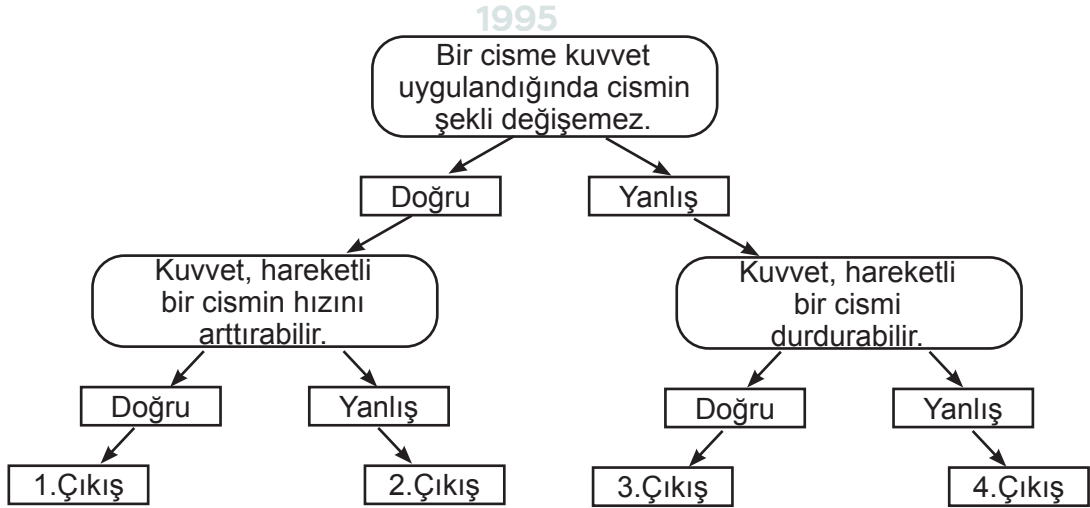 1995
Bir cisme kuvvet
uygulandığında cismin
şekli değişemez.
Doğru
Yanlış
Kuvvet, hareketli
bir cismin hızını
arttırabilir.
Kuvvet, hareketli
bir cismi
durdurabilir.
Doğru
Yanlış
Doğru
Yanlış
1.Çıkış
2.Çıkış
3.Çıkış
4.Çıkış